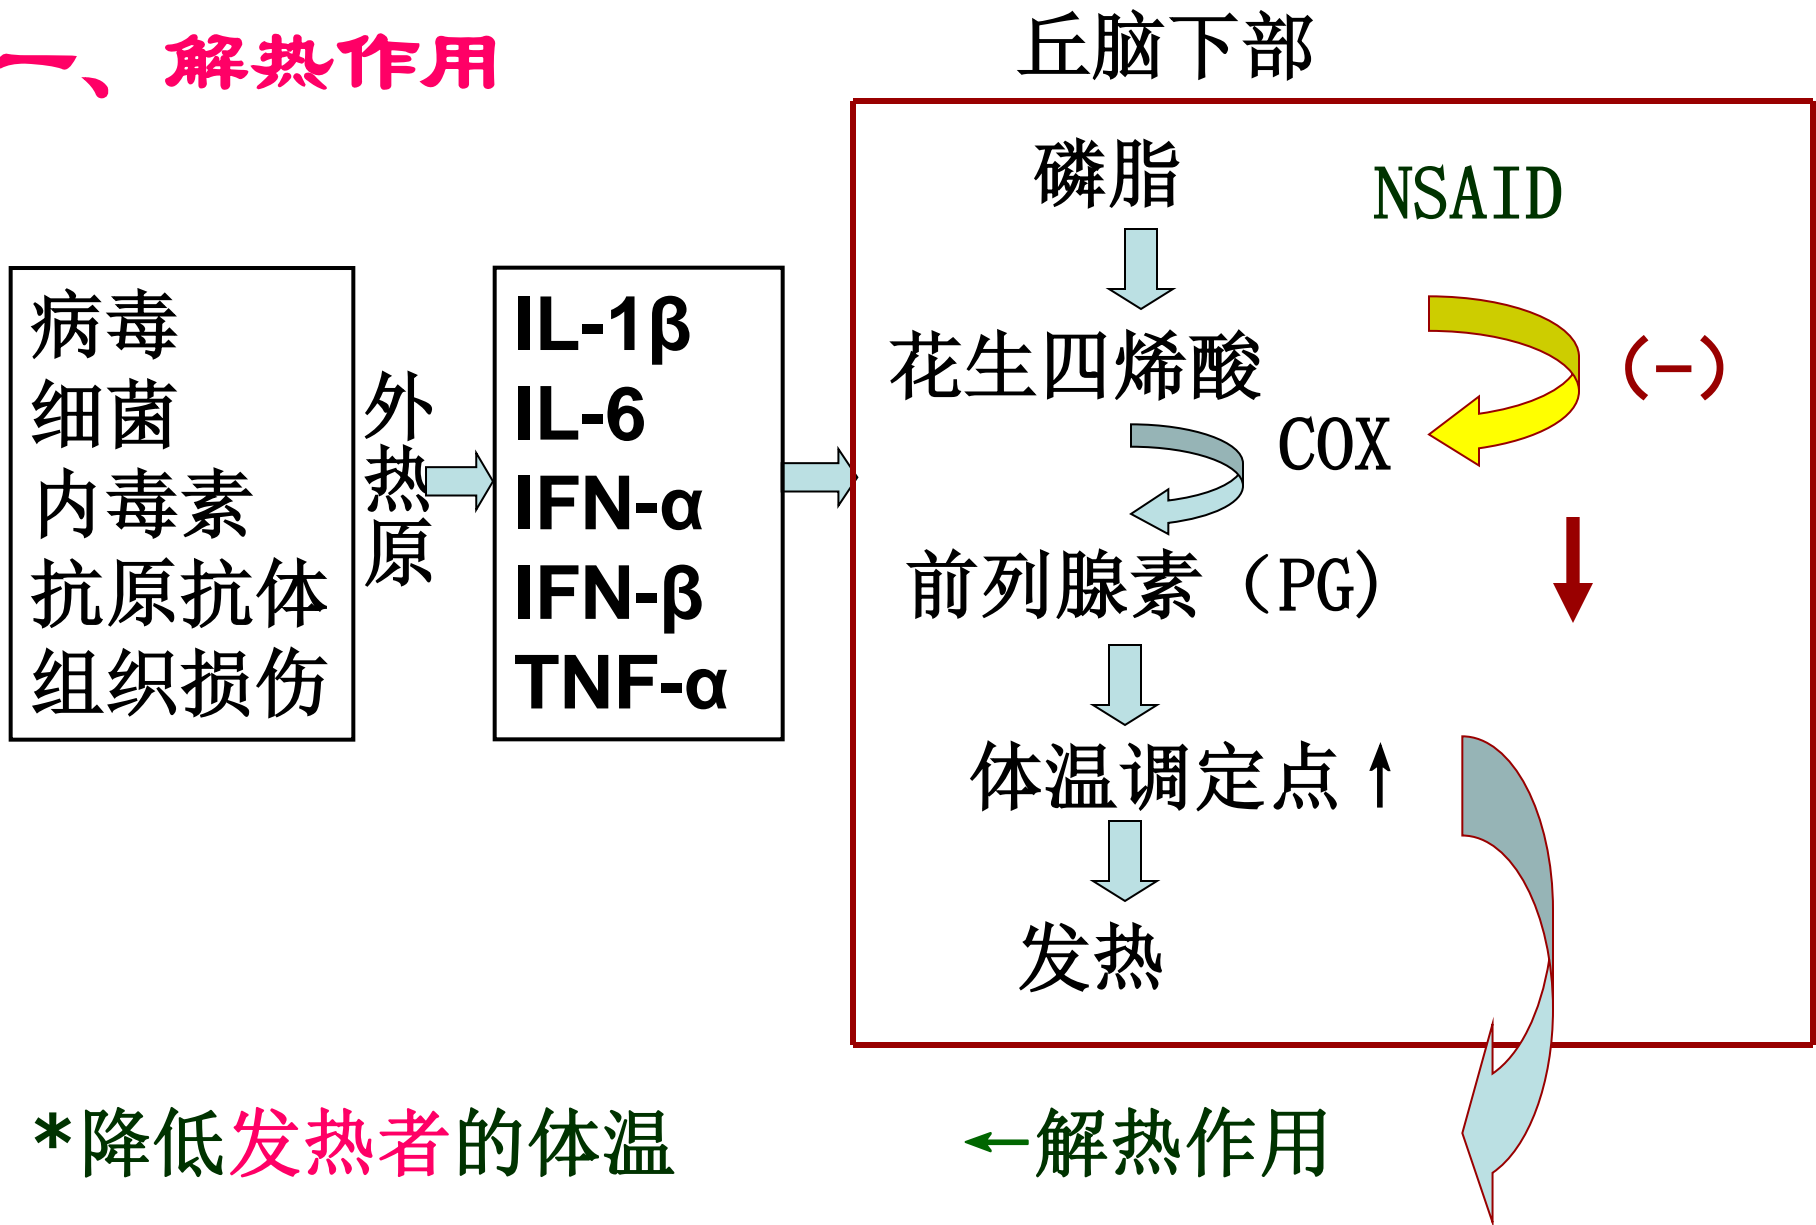 一、解热作用
丘脑下部
病毒
细菌
内毒素
抗原抗体
组织损伤
外热原
IL-1β
IL-6
IFN-α
IFN-β
TNF-α
磷脂
NSAID
花生四烯酸
(-)
COX
前列腺素（PG)
体温调定点↑
发热
*降低发热者的体温
←解热作用